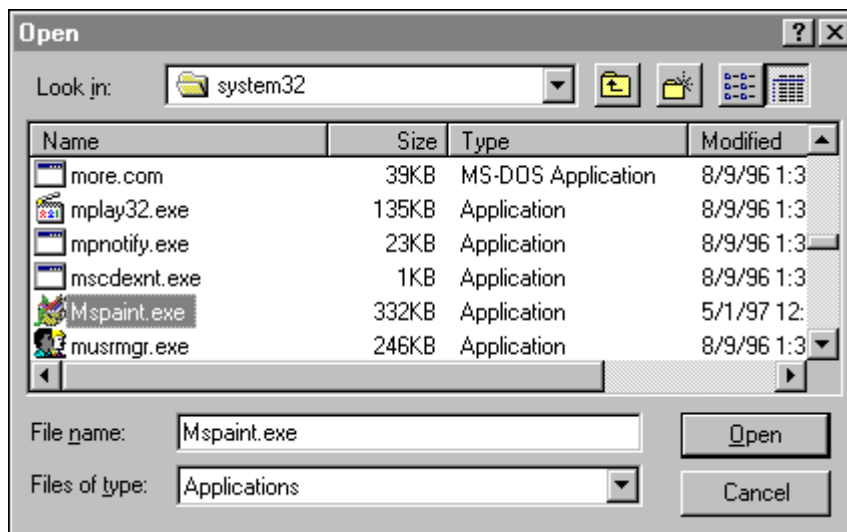 Open
Look in: system32
Name Size Type Modified
more.com 39KB MS-DOS Application 8/9/96 1:3
mplay32.exe 135KB Application 8/9/96 1:3
mpnotify.exe 23KB Application 8/9/96 1:3
mscdexnt.exe 1KB Application 8/9/96 1:3
Mspaint.exe 332KB Application 5/1/97 12:
musrmgr.exe 246KB Application 8/9/96 1:3
File name: Mspaint.exe Open
Files of type: Applications Cancel